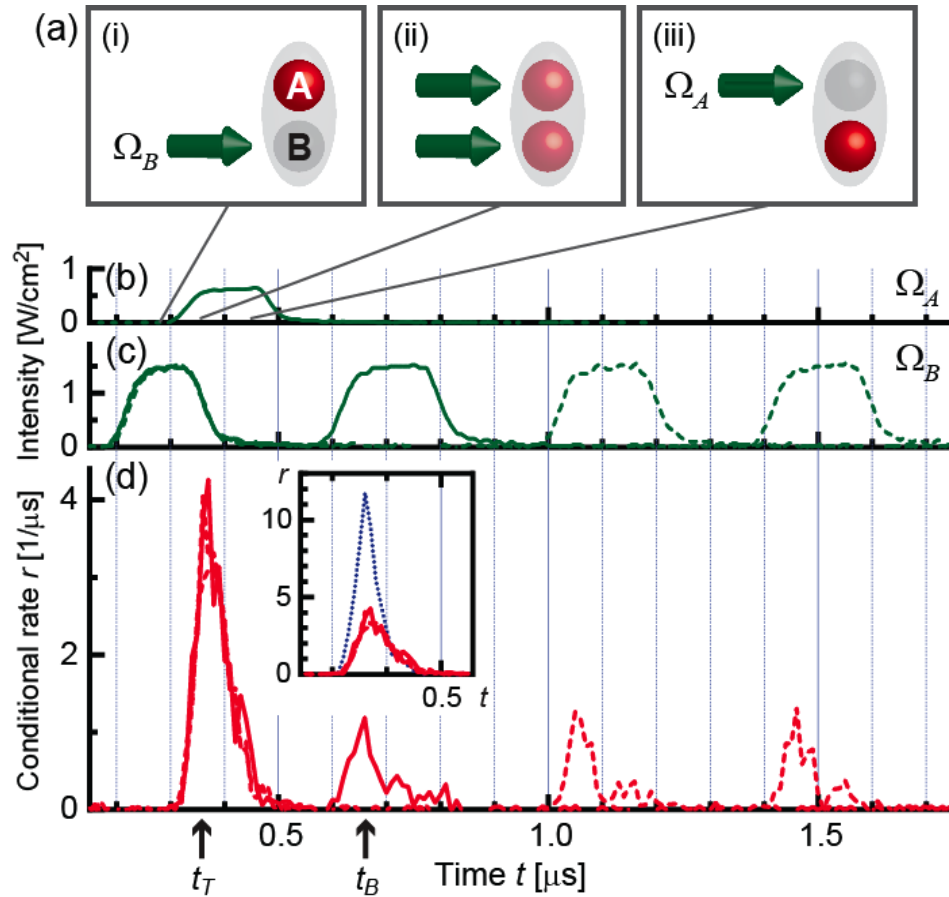 (a)
(i)
A
B
Ω_B
(ii)
(iii)
Ω_A
(b)
1
0
Ω_A
(c)
1
0
Ω_B
Intensity [W/cm²]
(d)
4
2
0
Conditional rate r [1/μs]
r
10
5
0
0.5
t
0.5
1.0
1.5
t_T
t_B
Time t [μs]